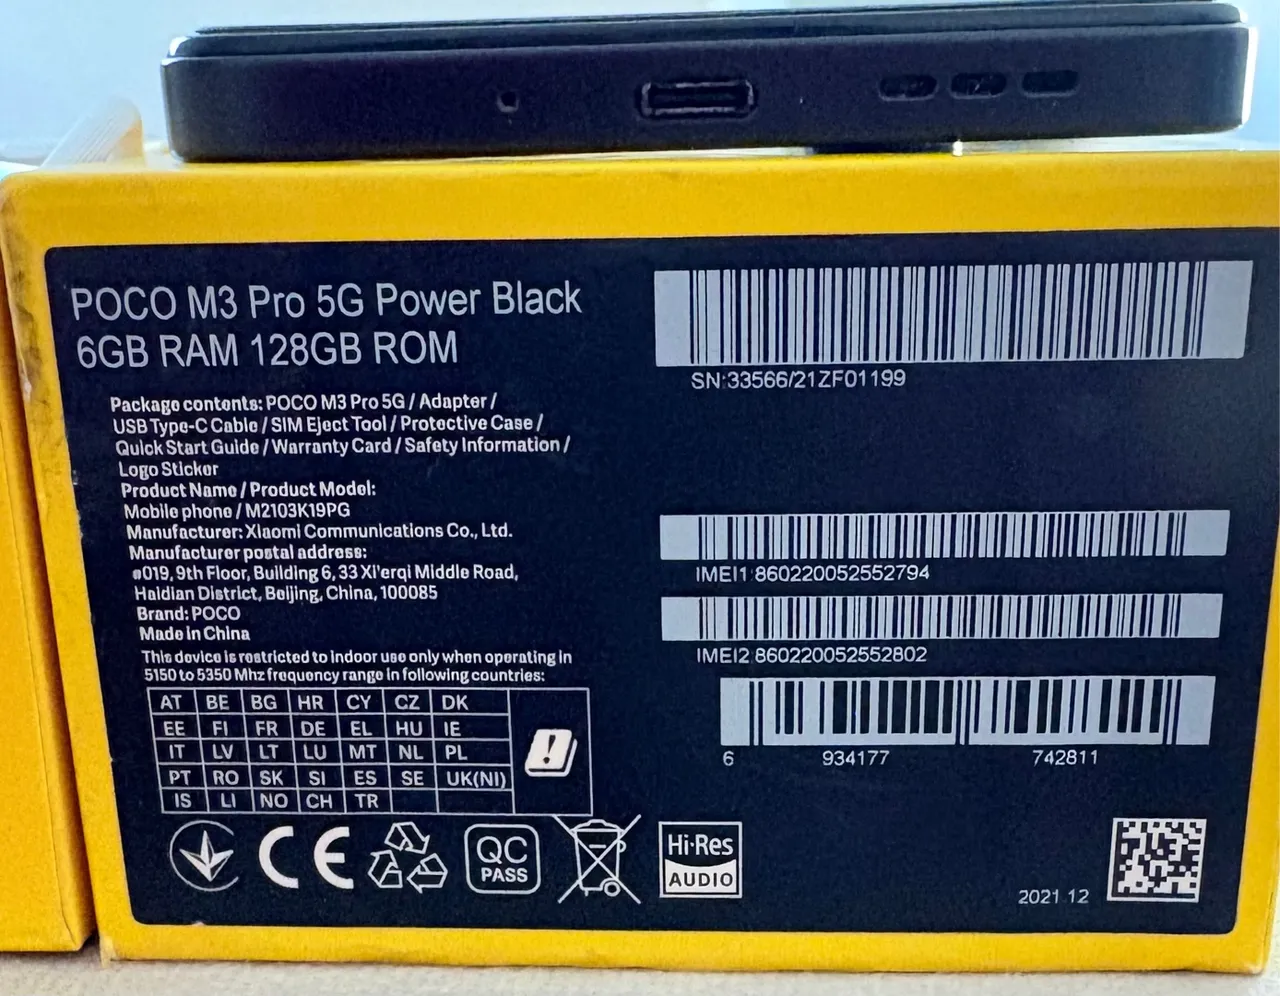 POCO M3 Pro 5G Power Black
6GB RAM 128GB ROM
Package contents: POCO M3 Pro 5G / Adapter /
USB Type-C Cable / SIM Eject Tool / Protective Case /
Quick Start Guide / Warranty Card / Safety Information /
Logo Sticker
Product Name / Product Model:
Mobile phone / M2103K19PG
Manufacturer: Xiaomi Communications Co., Ltd.
Manufacturer postal address:
#019, 9th Floor, Building 6, 33 Xi'erqi Middle Road,
Haidian District, Beijing, China, 100085
Brand: POCO
Made in China
This device is restricted to indoor use only when operating in
5150 to 5350 Mhz frequency range in following countries:
AT BE BG HR CY CZ DK
EE FI FR DE EL HU IE
IT LV LT LU MT NL PL
PT RO SK SI ES SE UK(NI)
IS LI NO CH TR
!
CE
QC
PASS
Hi-Res
AUDIO
SN:33566/21ZF01199
IMEI1:860220052552794
IMEI2:860220052552802
6 934177 742811
2021.12